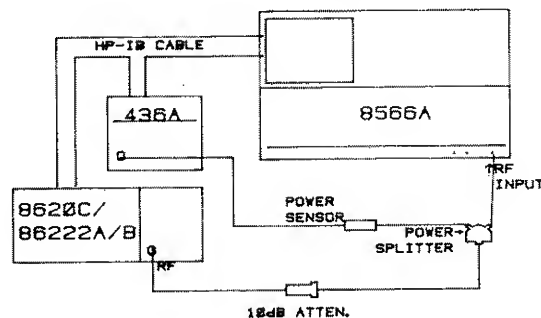 HP-IB CABLE
436A
8566A
RF
INPUT
8620C/
86222A/B
RF
POWER
SENSOR
POWER
SPLITTER
10dB ATTEN.